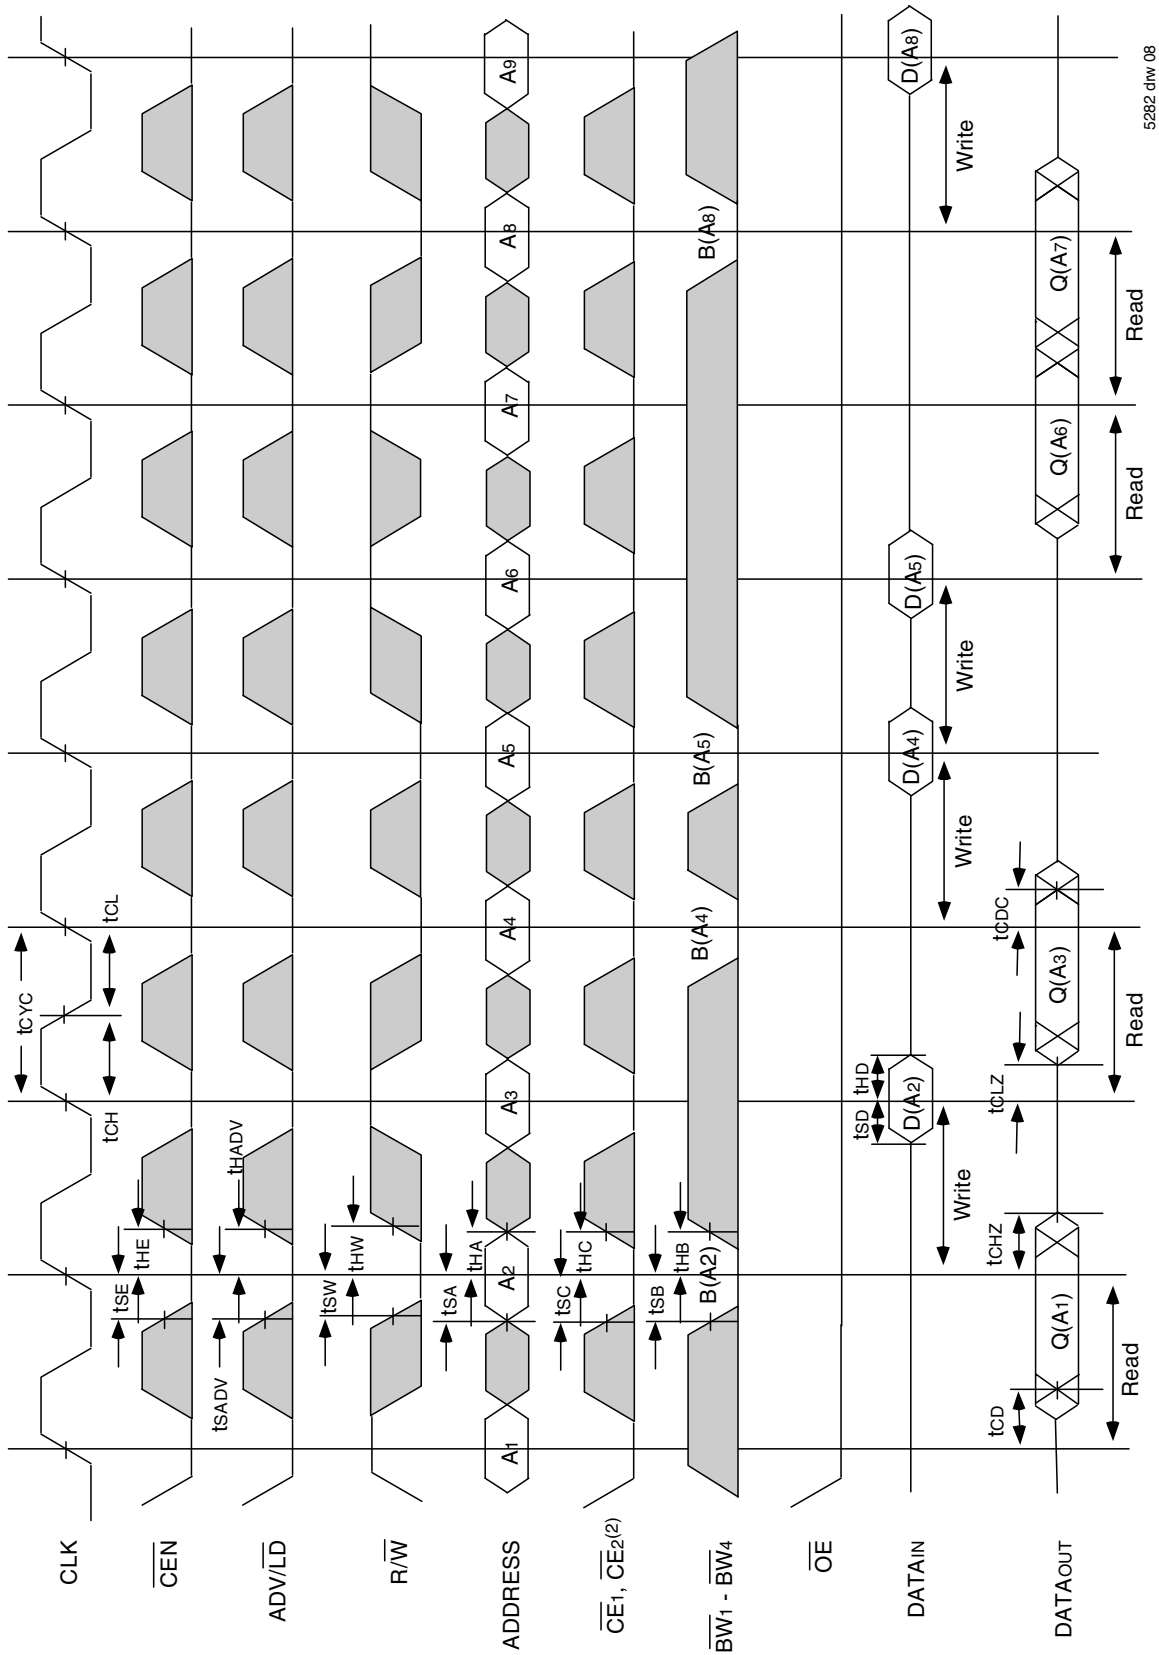 CLK
tCYC
tCH
tCL
CEN
tSE
tHE
ADV/LD
tSADV
tHADV
R/W
tSW
tHW
ADDRESS
A1
A2
A3
A4
A5
A6
A7
A8
A9
tSA
tHA
CE1, CE2(2)
tSC
tHC
BW1 - BW4
tSB
tHB
B(A2)
B(A4)
B(A5)
B(A8)
OE
DATAIN
tSD
tHD
D(A2)
D(A4)
D(A5)
D(A8)
Write
Write
Write
Write
DATAOUT
tCD
tCHZ
tCLZ
tCDC
Q(A1)
Q(A3)
Q(A6)
Q(A7)
Read
Read
Read
Read
5282 drw 08